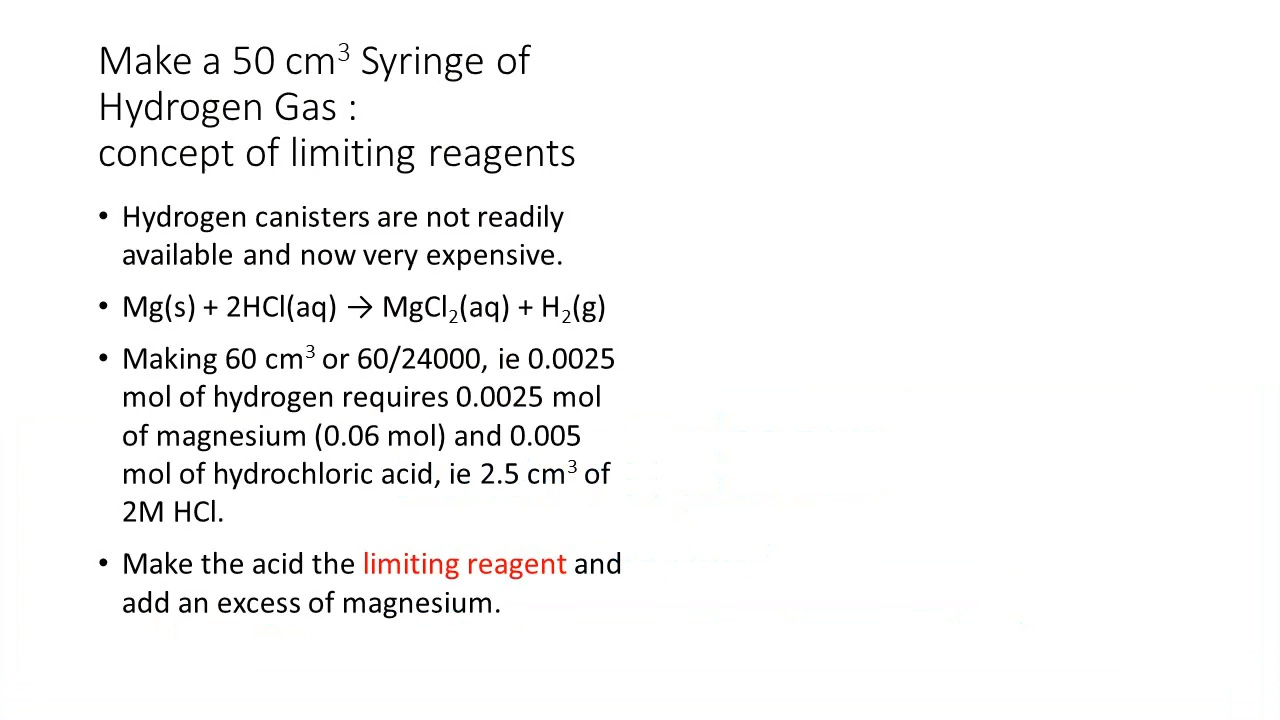 Make a 50 cm³ Syringe of
Hydrogen Gas :
concept of limiting reagents
• Hydrogen canisters are not readily
available and now very expensive.
• Mg(s) + 2HCl(aq) → MgCl₂(aq) + H₂(g)
• Making 60 cm³ or 60/24000, ie 0.0025
mol of hydrogen requires 0.0025 mol
of magnesium (0.06 mol) and 0.005
mol of hydrochloric acid, ie 2.5 cm³ of
2M HCl.
• Make the acid the limiting reagent and
add an excess of magnesium.